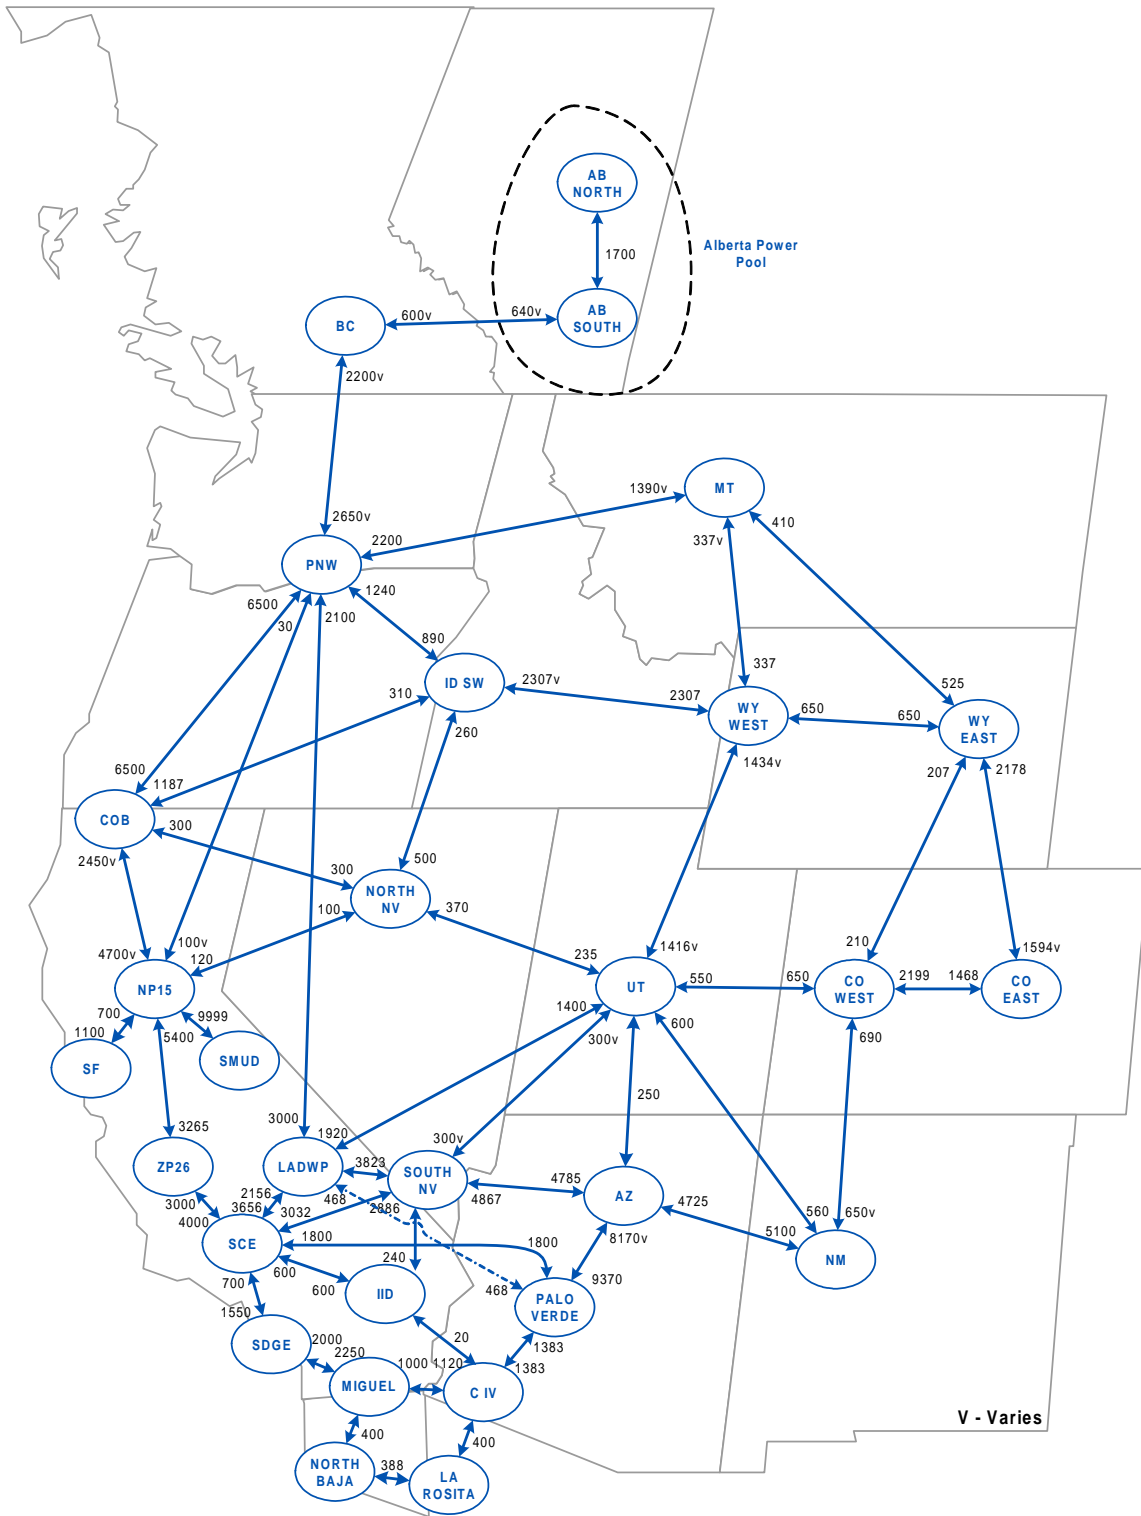 AB
NORTH
1700
Alberta Power
Pool
AB
SOUTH
BC
600v
640v
2200v
2650v
PNW
2200
1390v
MT
410
337v
6500
30
2100
1240
890
ID SW
310
260
2307v
2307
337
WY
WEST
525
650
650
WY
EAST
1434v
207
2178
6500
1187
COB
300
2450v
300
500
NORTH
NV
100
370
4700v
100v
120
NP15
235
1416v
UT
550
650
210
CO
WEST
2199
1468
1594v
CO
EAST
700
1100
SF
9999
5400
SMUD
1400
300v
600
690
250
3265
ZP26
3000
1920
LADWP
3823
300v
SOUTH
NV
4867
4785
AZ
4725
5100
560
650v
NM
3000
4000
2156
3656
3032
468
2886
SCE
1800
1800
8170v
9370
600
600
240
IID
468
PALO
VERDE
700
1550
SDGE
2000
2250
MIGUEL
1000
1120
20
1383
1383
C IV
400
400
NORTH
BAJA
388
LA
ROSITA
V - Varies